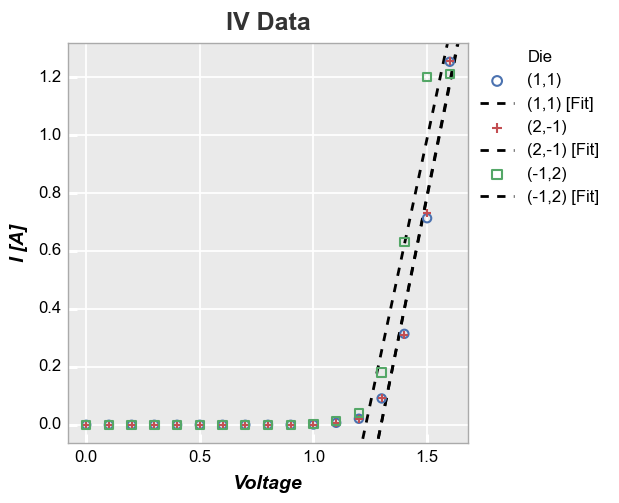 IV Data
Die
(1,1)
(1,1) [Fit]
(2,-1)
(2,-1) [Fit]
(-1,2)
(-1,2) [Fit]
I [A]
1.2
1.0
0.8
0.6
0.4
0.2
0.0
0.0 0.5 1.0 1.5
Voltage